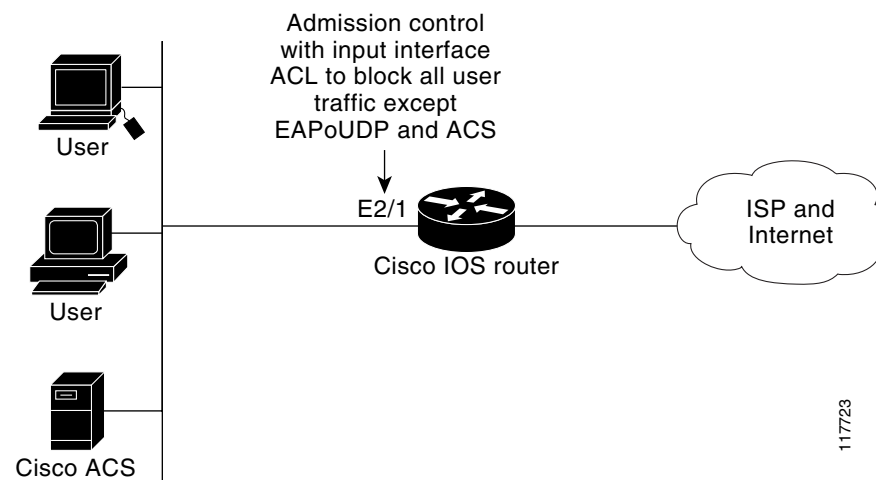 Admission control
with input interface
ACL to block all user
traffic except
EAPoUDP and ACS
User
E2/1
Cisco IOS router
ISP and
Internet
User
Cisco ACS
117723